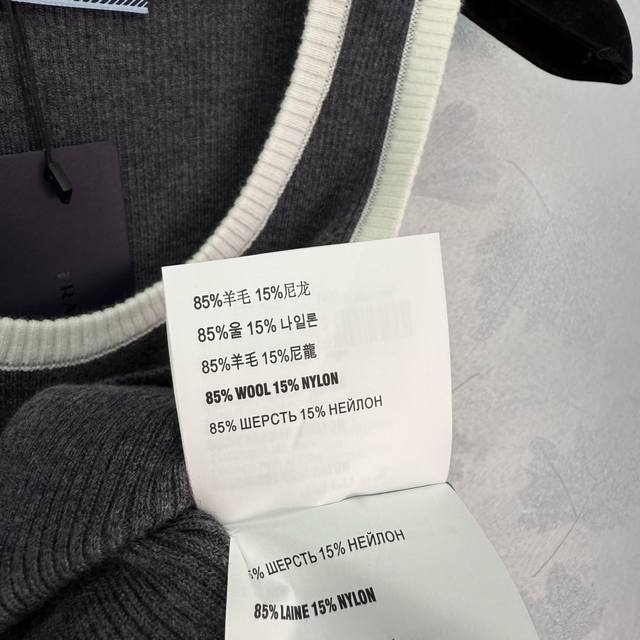 85%羊毛 15%尼龙
85%울 15% 나일론
85%羊毛 15%尼龍
85% WOOL 15% NYLON
85% ШЕРСТЬ 15% НЕЙЛОН
5% ШЕРСТЬ 15% НЕЙЛОН
85% LAINE 15% NYLON